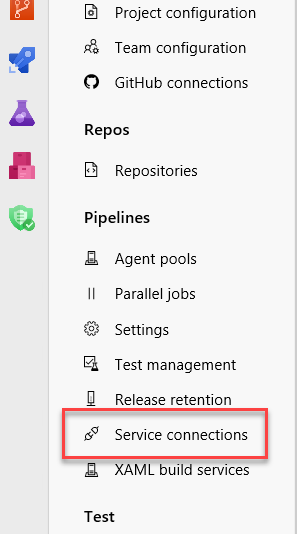 Project configuration
Team configuration
GitHub connections
Repos
Repositories
Pipelines
Agent pools
Parallel jobs
Settings
Test management
Release retention
Service connections
XAML build services
Test